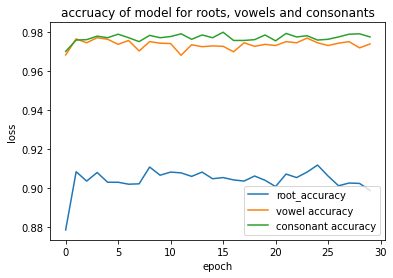 accruacy of model for roots, vowels and consonants
0.98
0.96
0.94
0.92
0.90
0.88
loss
0 5 10 15 20 25 30
epoch
root_accuracy
vowel accuracy
consonant accuracy